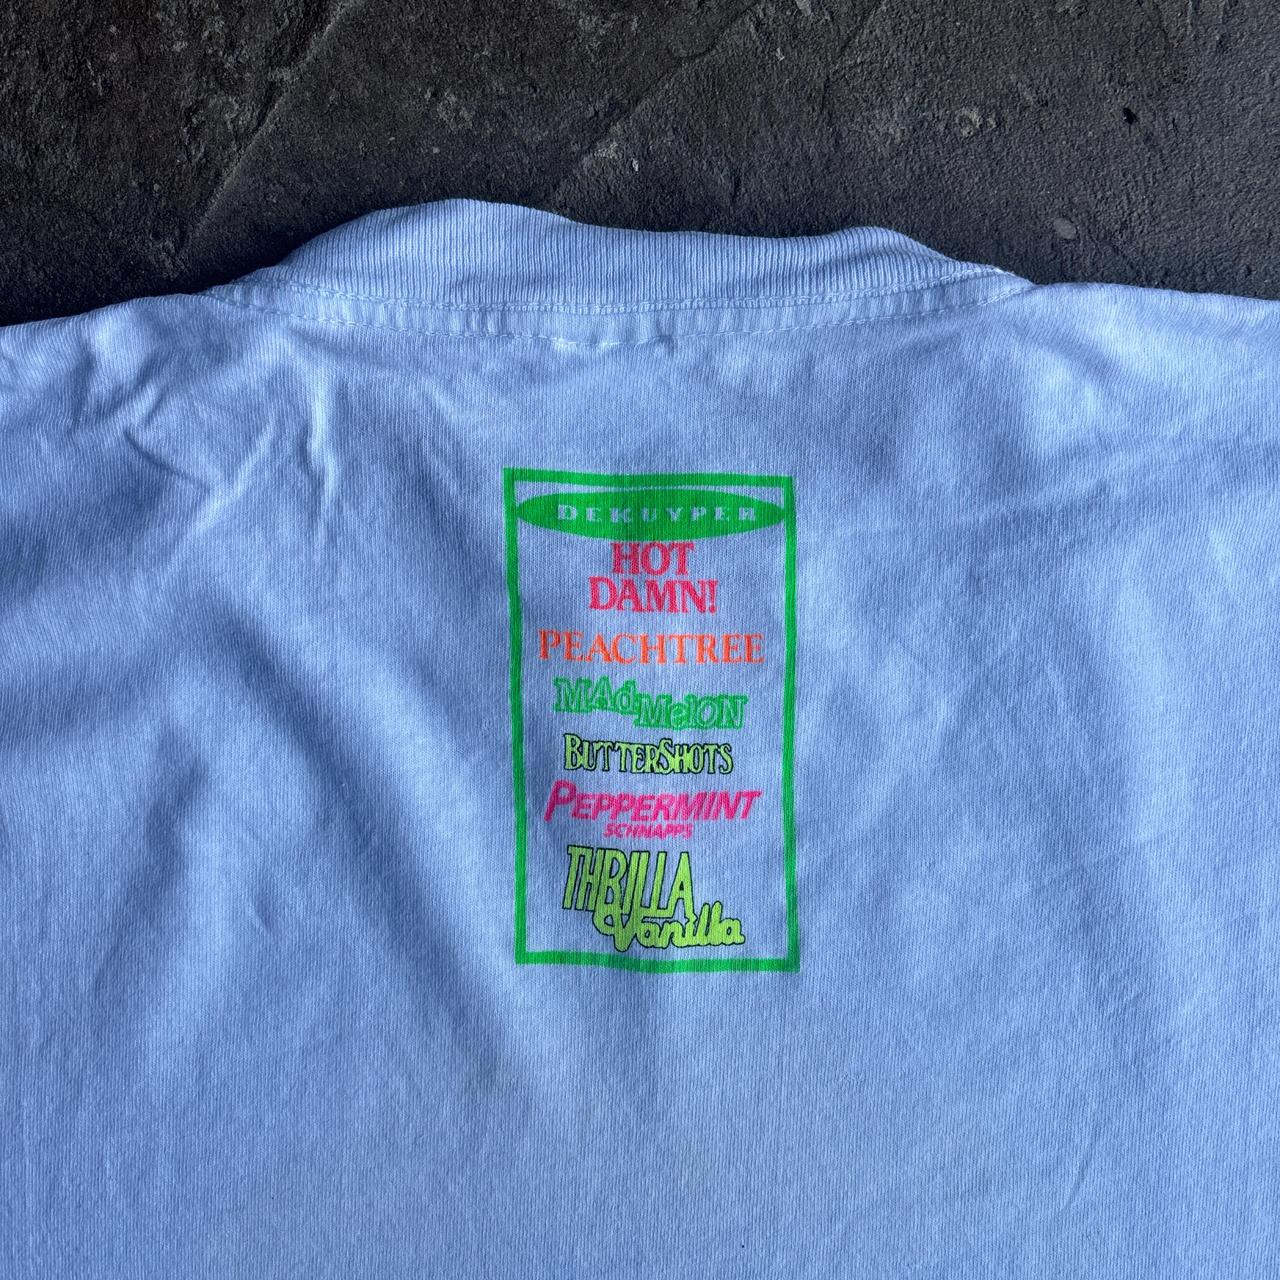 DEKUYPER
HOT
DAMN!
PEACHTREE
MAdMelON
BUTTERSHOTS
PEPPERMINT
SCHNAPPS
THRILLA
Vanilla